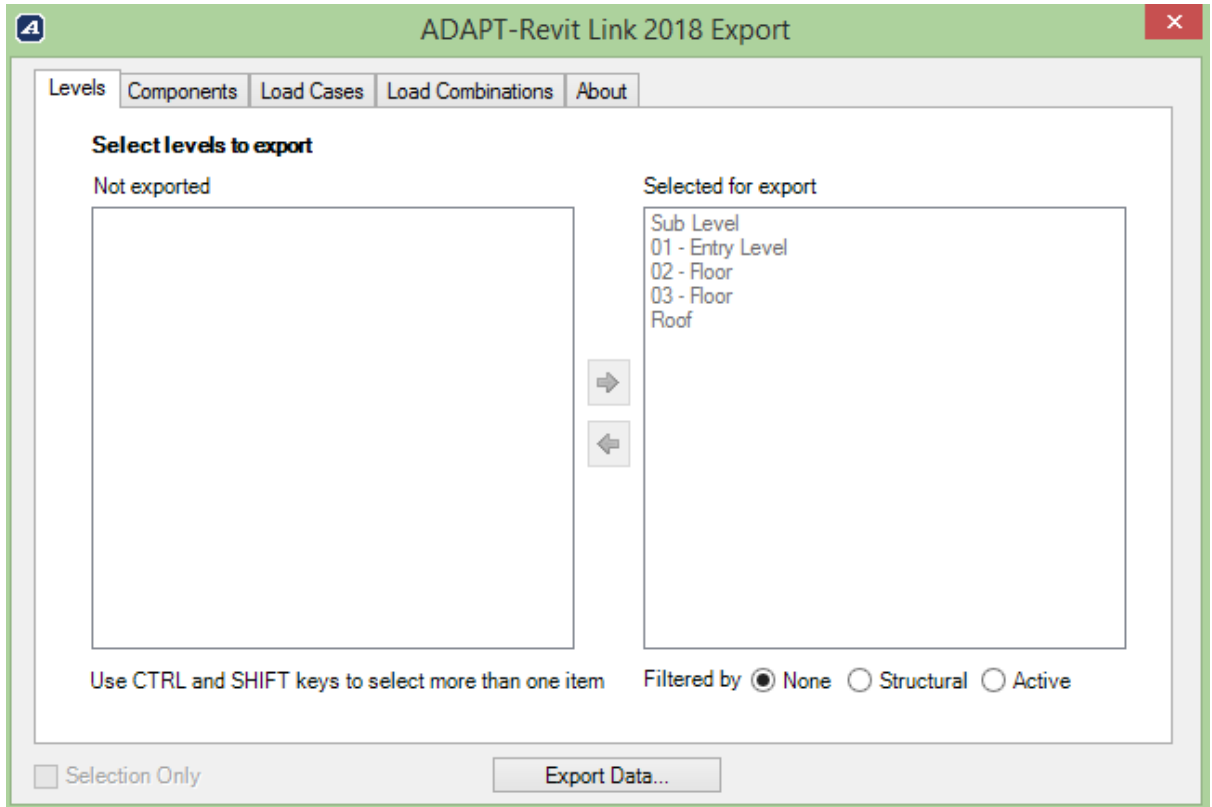 ADAPT-Revit Link 2018 Export
Levels Components Load Cases Load Combinations About
Select levels to export
Not exported
Selected for export
Sub Level
01 - Entry Level
02 - Floor
03 - Floor
Roof
Use CTRL and SHIFT keys to select more than one item
Filtered by None Structural Active
Selection Only
Export Data...